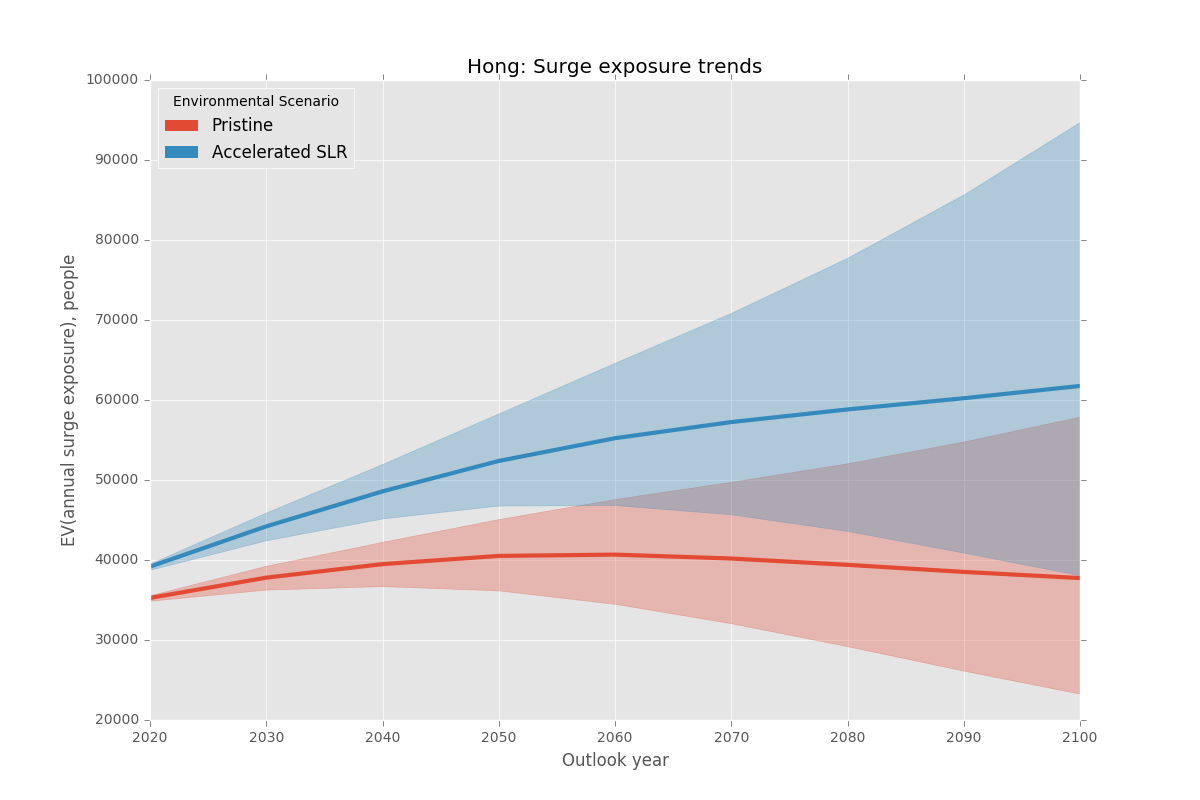 Hong: Surge exposure trends
Environmental Scenario
Pristine
Accelerated SLR
EV(annual surge exposure), people
100000
90000
80000
70000
60000
50000
40000
30000
20000
2020 2030 2040 2050 2060 2070 2080 2090 2100
Outlook year